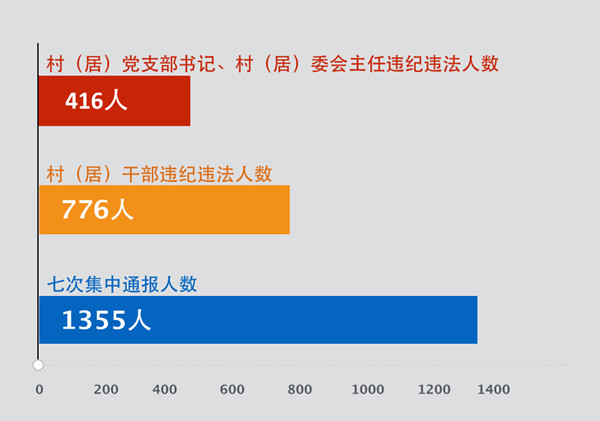 村（居）党支部书记、村（居）委会主任违纪违法人数
416人
村（居）干部违纪违法人数
776人
七次集中通报人数
1355人
0 200 400 600 800 1000 1200 1400